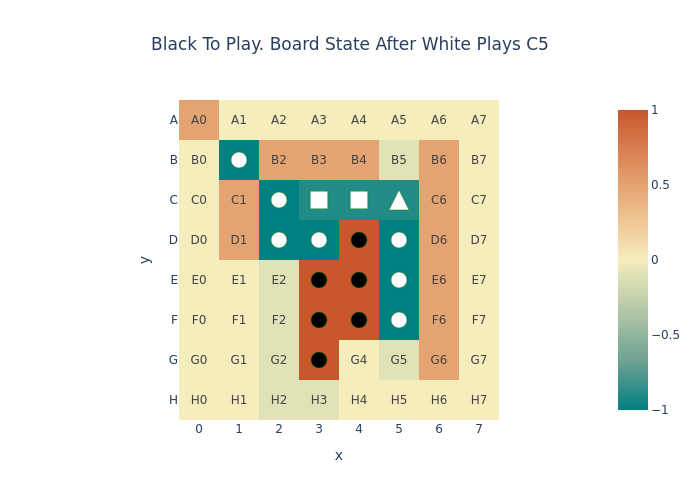 Black To Play. Board State After White Plays C5
A A0 A1 A2 A3 A4 A5 A6 A7
B B0 B2 B3 B4 B5 B6 B7
C C0 C1 C6 C7
D D0 D1 D6 D7
E E0 E1 E2 E6 E7
F F0 F1 F2 F6 F7
G G0 G1 G2 G4 G5 G6 G7
H H0 H1 H2 H3 H4 H5 H6 H7
0 1 2 3 4 5 6 7
x
y
1
0.5
0
−0.5
−1